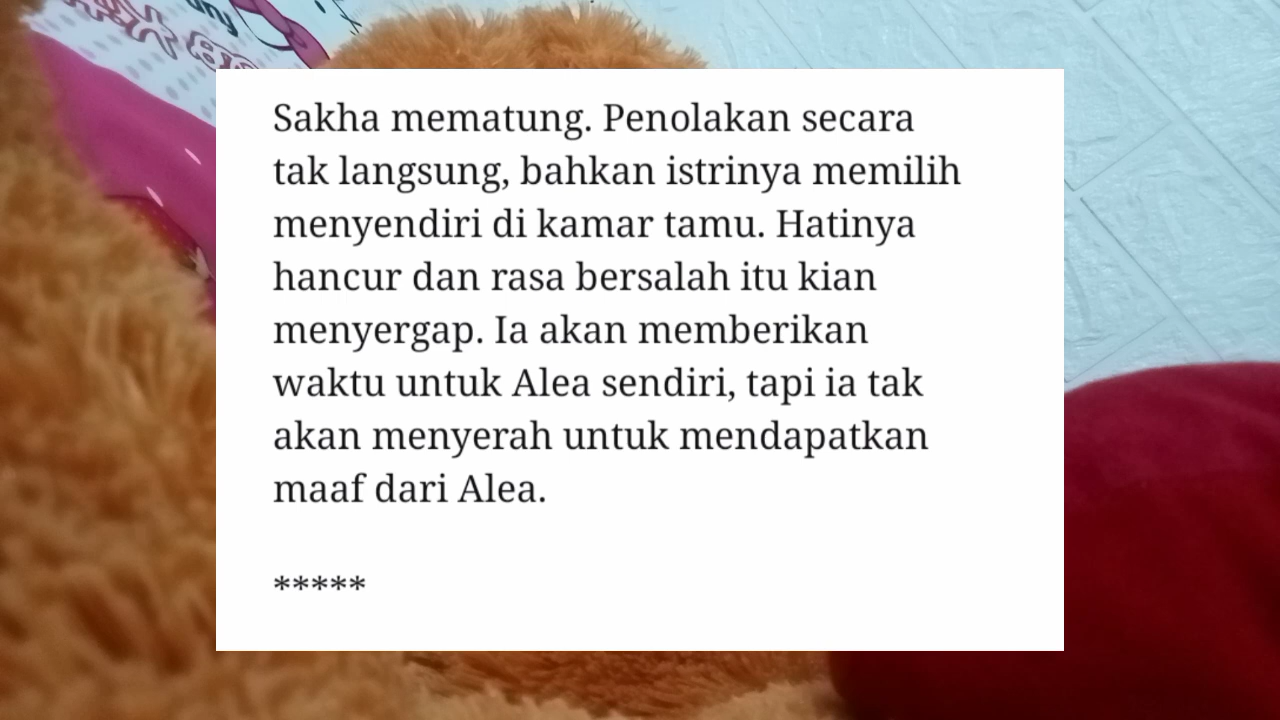 Sakha mematung. Penolakan secara
tak langsung, bahkan istrinya memilih
menyendiri di kamar tamu. Hatinya
hancur dan rasa bersalah itu kian
menyergap. Ia akan memberikan
waktu untuk Alea sendiri, tapi ia tak
akan menyerah untuk mendapatkan
maaf dari Alea.
*****